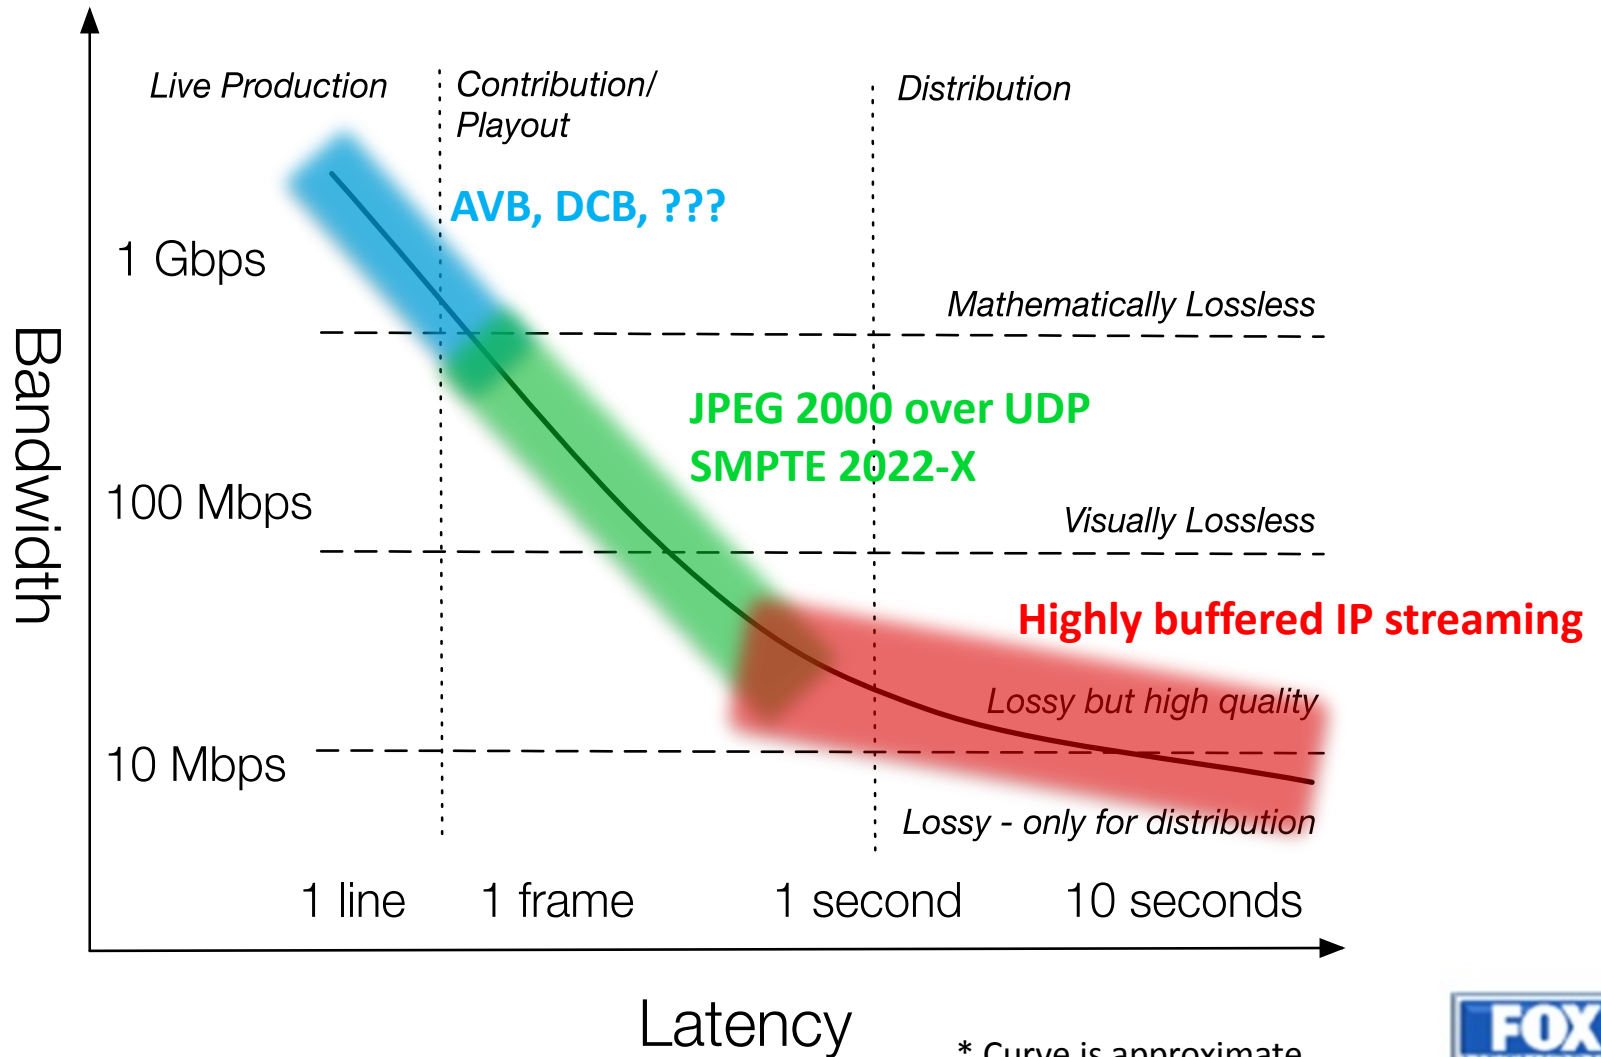 Live Production
Contribution/
Playout
Distribution
AVB, DCB, ???
1 Gbps
Mathematically Lossless
JPEG 2000 over UDP
SMPTE 2022-X
100 Mbps
Visually Lossless
Bandwidth
Highly buffered IP streaming
Lossy but high quality
10 Mbps
Lossy - only for distribution
1 line
1 frame
1 second
10 seconds
Latency
* Curve is approximate
FOX